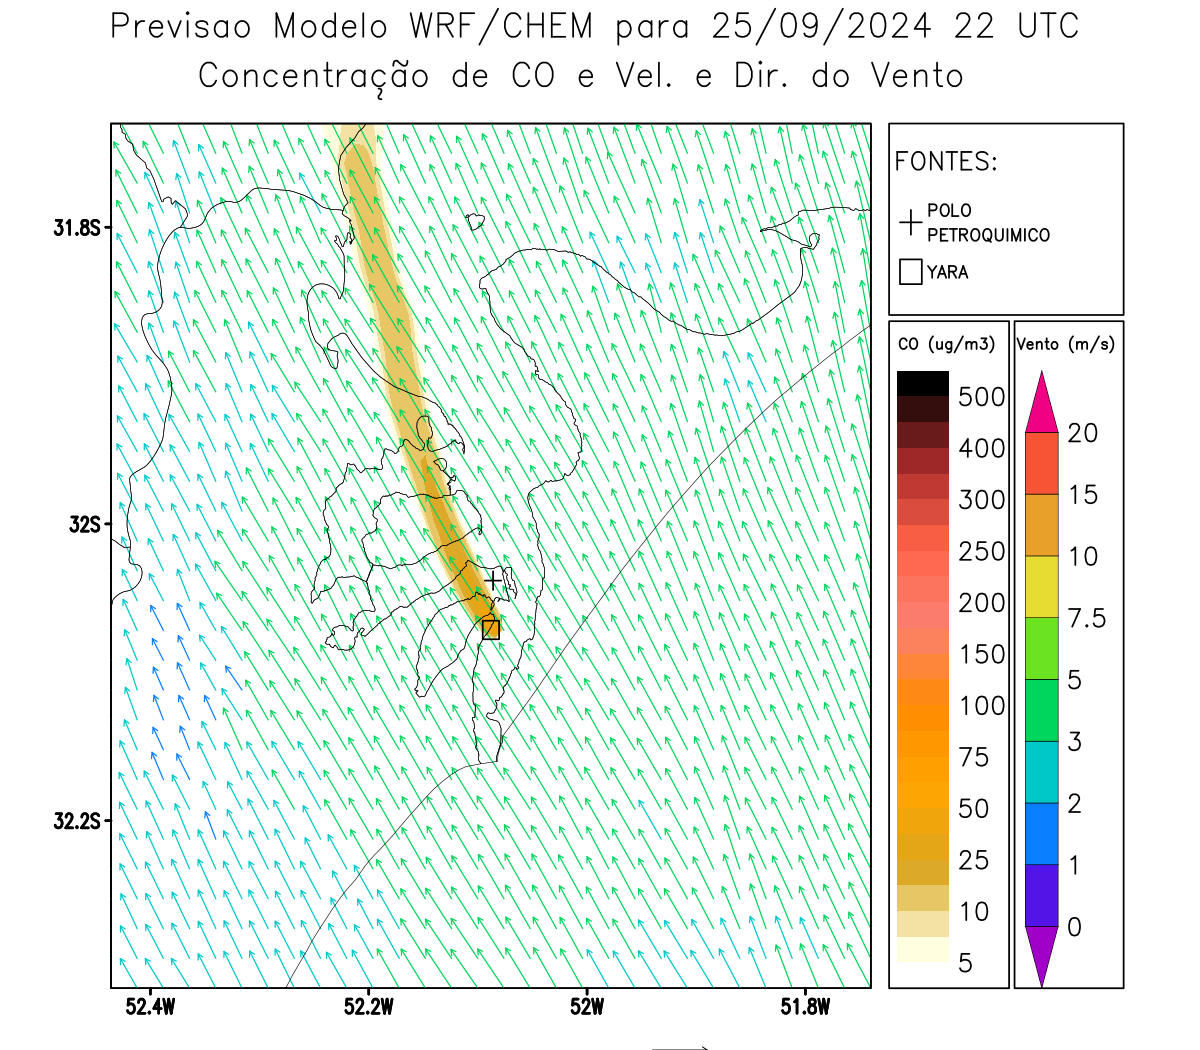 Previsao Modelo WRF/CHEM para 25/09/2024 22 UTC
Concentração de CO e Vel. e Dir. do Vento
FONTES:
POLO
PETROQUIMICO
YARA
CO (ug/m3)
500
400
300
250
200
150
100
75
50
25
10
5
Vento (m/s)
20
15
10
7.5
5
3
2
1
0
31.8S
32S
32.2S
52.4W
52.2W
52W
51.8W